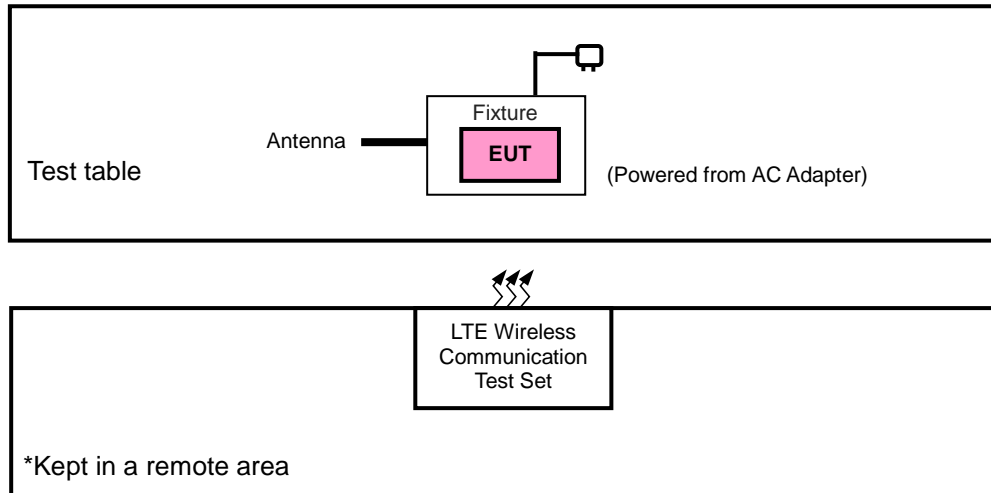 Fixture
Antenna
EUT
Test table
(Powered from AC Adapter)
LTE Wireless
Communication
Test Set
*Kept in a remote area